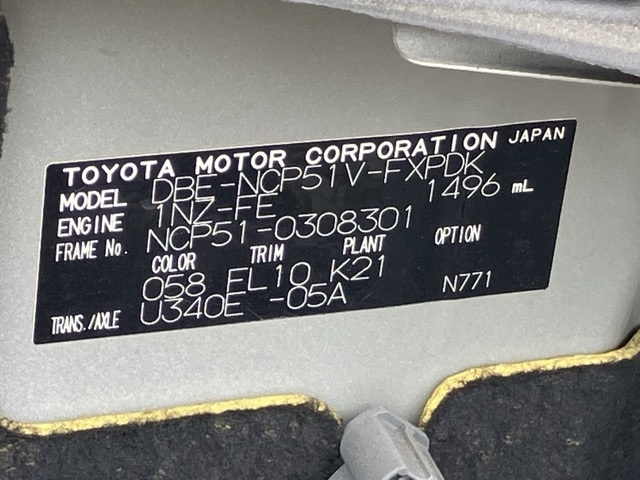 TOYOTA MOTOR CORPORATION JAPAN
MODEL DBE-NCP51V-FXPDK
ENGINE 1NZ-FE 1496 mL
FRAME No. NCP51-0308301
COLOR TRIM PLANT OPTION
058 FL10 K21
TRANS./AXLE U340E -05A N771